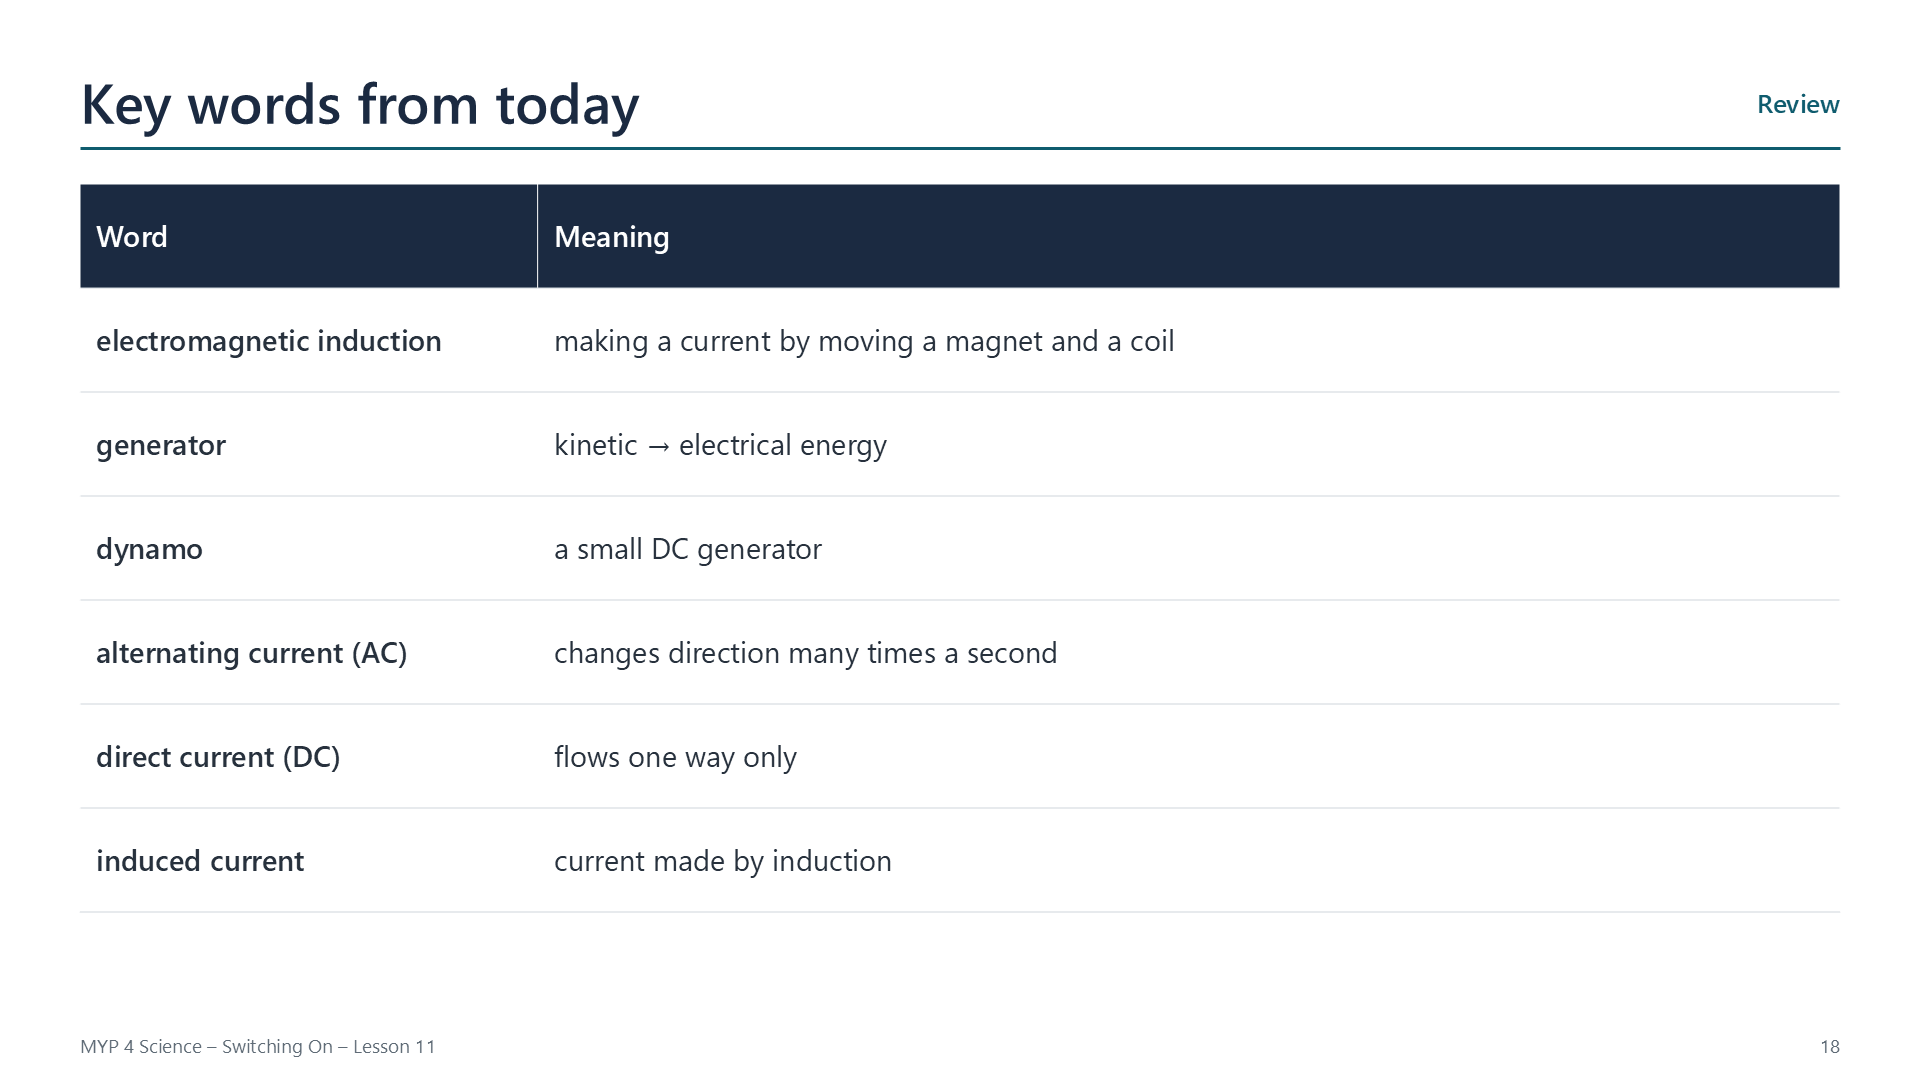 Key words from today
Review
Word
Meaning
electromagnetic induction
making a current by moving a magnet and a coil
generator
kinetic → electrical energy
dynamo
a small DC generator
alternating current (AC)
changes direction many times a second
direct current (DC)
flows one way only
induced current
current made by induction
MYP 4 Science – Switching On – Lesson 11
18